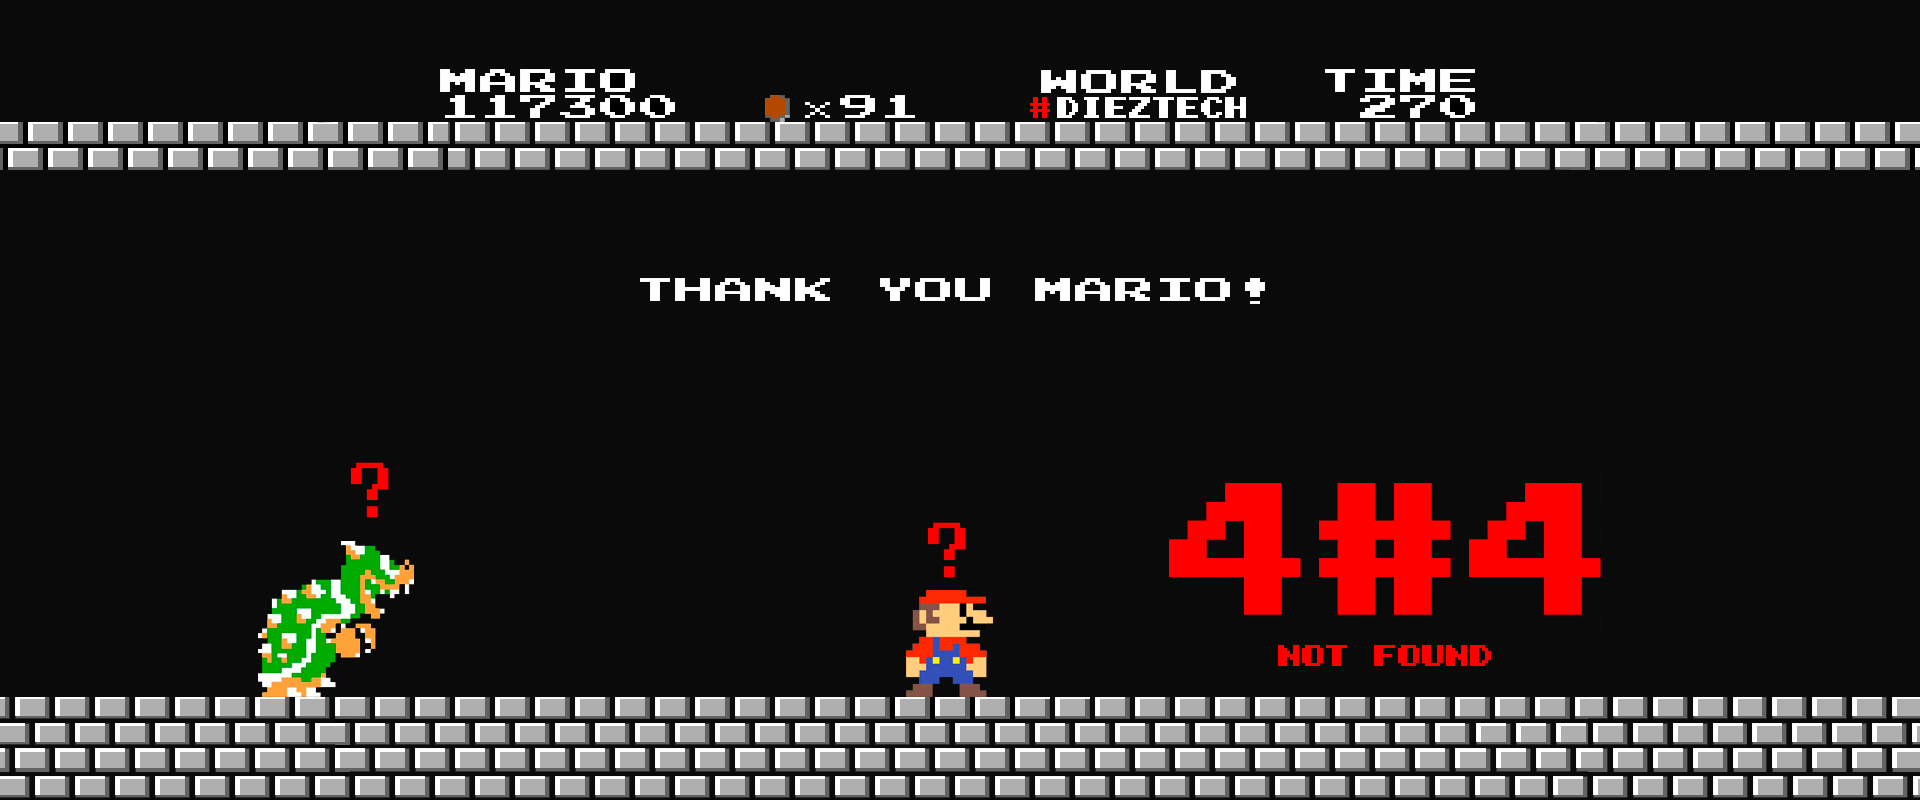 MARIO WORLD TIME
117300 ×91 #DIEZTECH 270
THANK YOU MARIO!
?
?
4#4
NOT FOUND